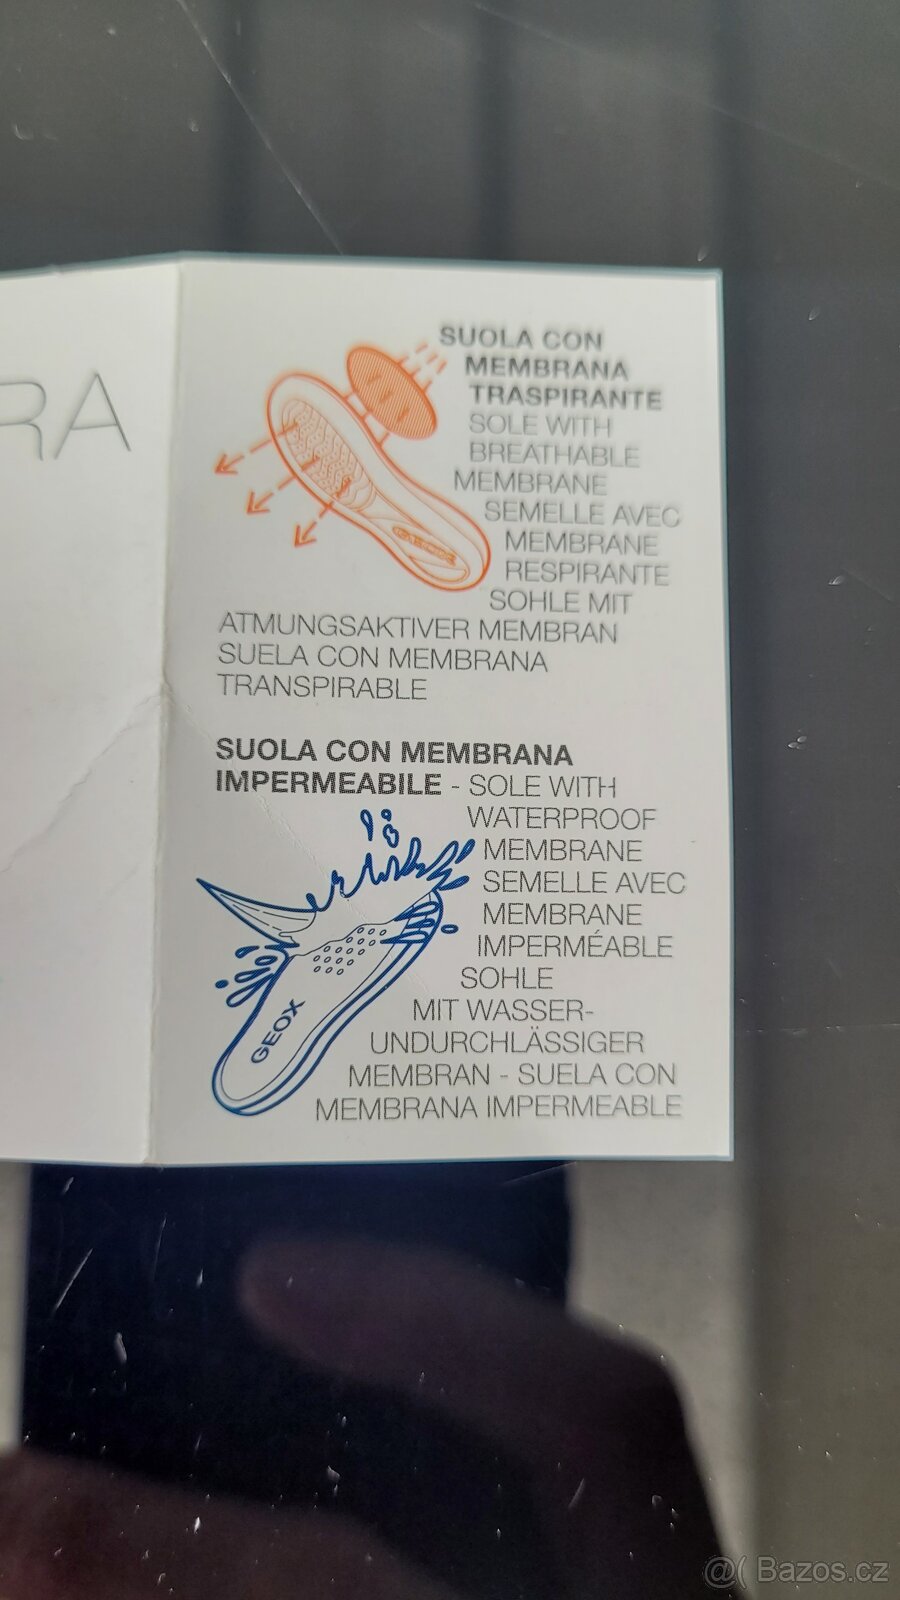 RA
SUOLA CON
MEMBRANA
TRASPIRANTE
SOLE WITH
BREATHABLE
MEMBRANE
SEMELLE AVEC
MEMBRANE
RESPIRANTE
SOHLE MIT
ATMUNGSAKTIVER MEMBRAN
SUELA CON MEMBRANA
TRANSPIRABLE
SUOLA CON MEMBRANA
IMPERMEABILE - SOLE WITH
WATERPROOF
MEMBRANE
SEMELLE AVEC
MEMBRANE
IMPERMÉABLE
SOHLE
MIT WASSER-
UNDURCHLÄSSIGER
MEMBRAN - SUELA CON
MEMBRANA IMPERMEABLE
GEOX
@( Bazos.cz